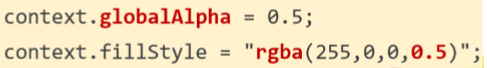 context.globalAlpha = 0.5;
context.fillStyle = "rgba(255,0,0,0.5)";